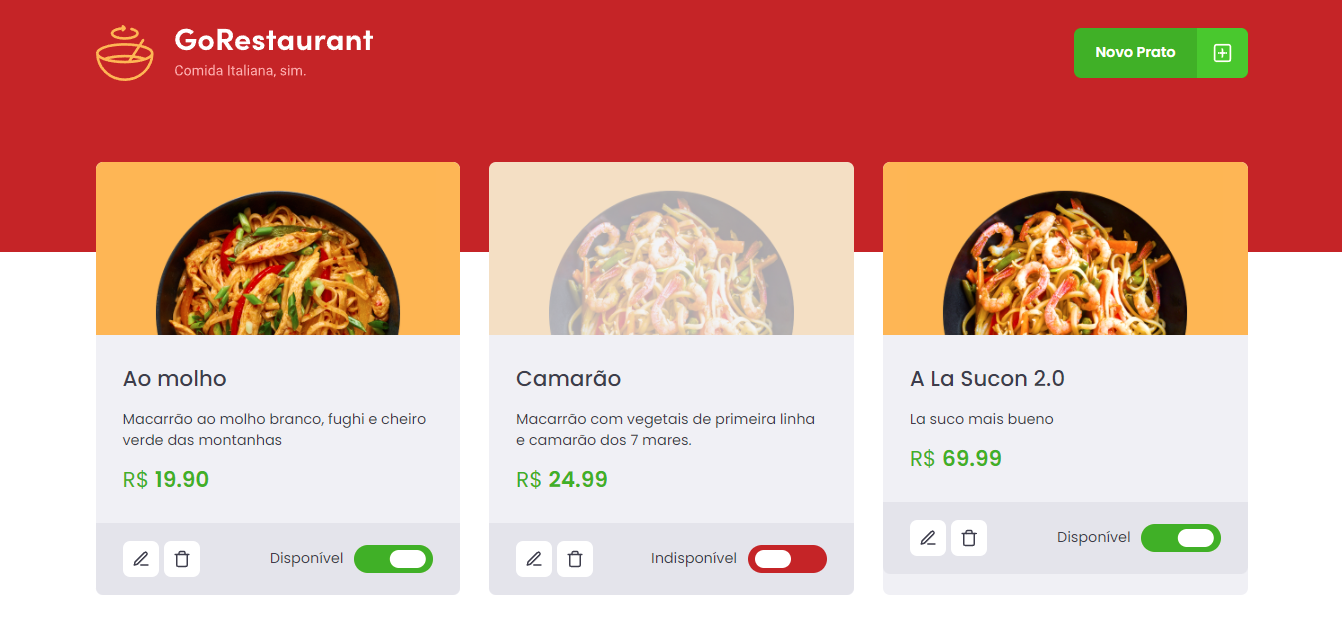 GoRestaurant
Comida Italiana, sim.
Novo Prato
Ao molho
Macarrão ao molho branco, fughi e cheiro
verde das montanhas
R$ 19.90
Disponível
Camarão
Macarrão com vegetais de primeira linha
e camarão dos 7 mares.
R$ 24.99
Indisponível
A La Sucon 2.0
La suco mais bueno
R$ 69.99
Disponível